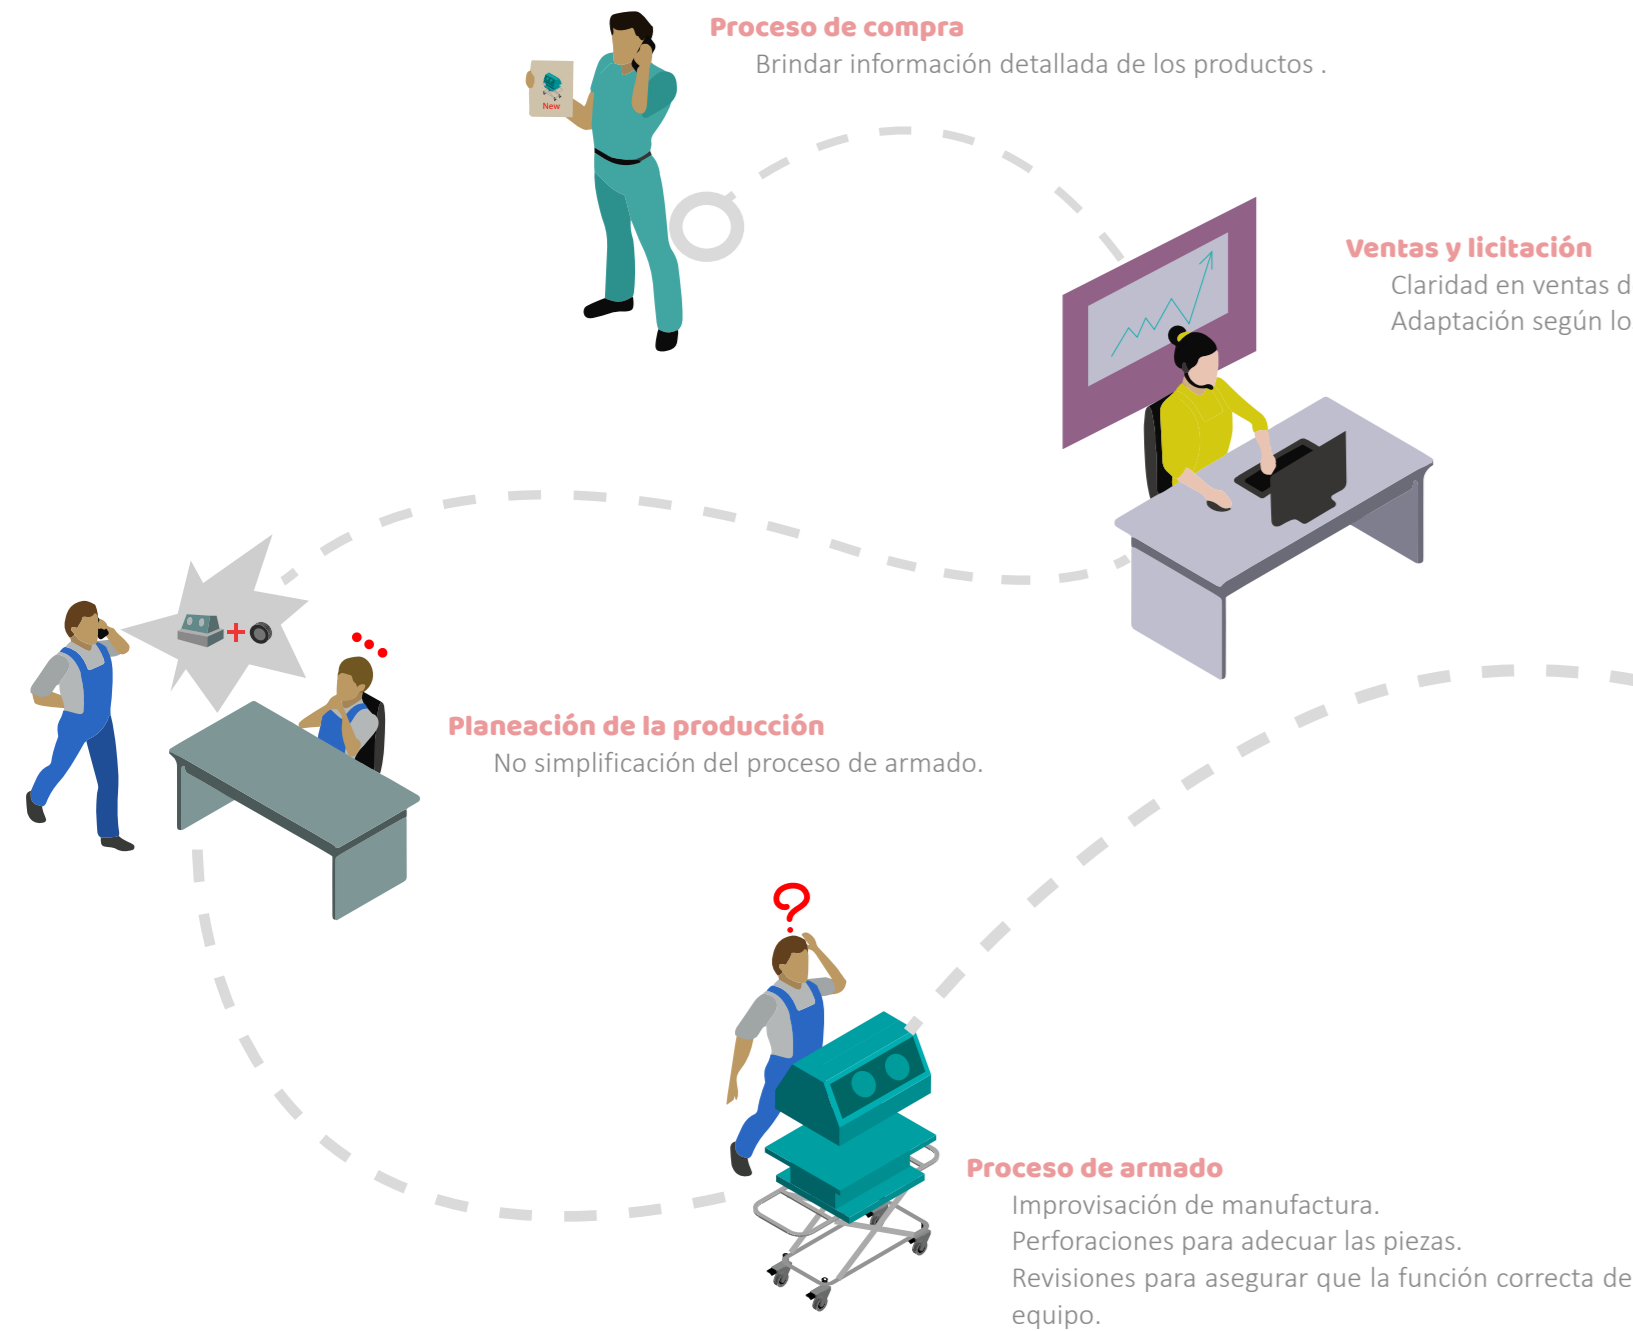 Proceso de compra
Brindar información detallada de los productos .
New
Ventas y licitación
Claridad en ventas d
Adaptación según lo
Planeación de la producción
No simplificación del proceso de armado.
?
Proceso de armado
Improvisación de manufactura.
Perforaciones para adecuar las piezas.
Revisiones para asegurar que la función correcta de
equipo.